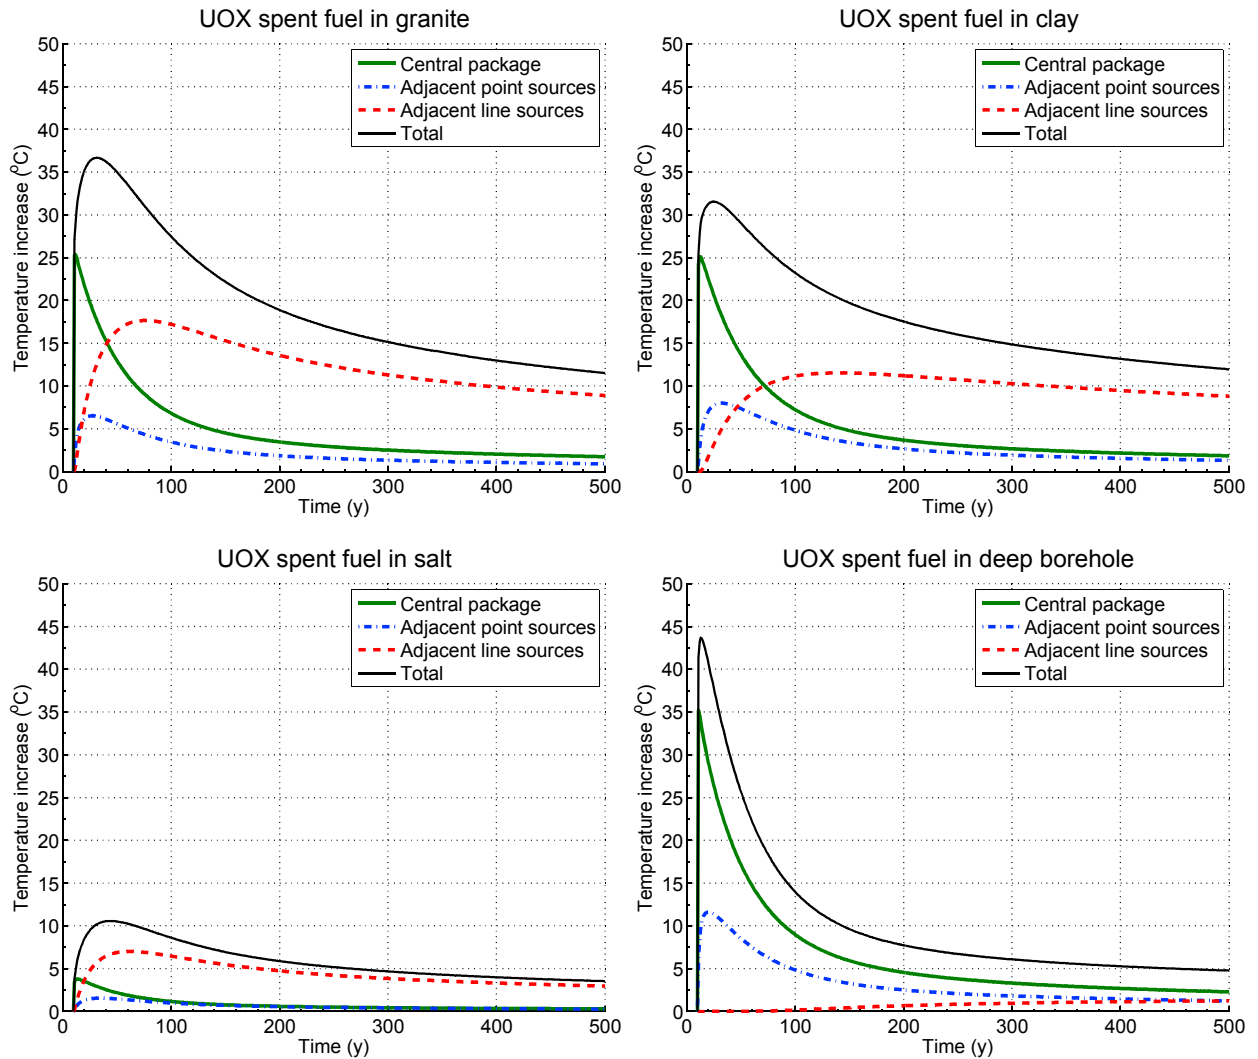 UOX spent fuel in granite
50
45
40
35
30
25
20
15
10
5
0
Temperature increase (°C)
Central package
Adjacent point sources
Adjacent line sources
Total
0 100 200 300 400 500
Time (y)
UOX spent fuel in clay
50
45
40
35
30
25
20
15
10
5
0
Temperature increase (°C)
Central package
Adjacent point sources
Adjacent line sources
Total
0 100 200 300 400 500
Time (y)
UOX spent fuel in salt
50
45
40
35
30
25
20
15
10
5
0
Temperature increase (°C)
Central package
Adjacent point sources
Adjacent line sources
Total
0 100 200 300 400 500
Time (y)
UOX spent fuel in deep borehole
50
45
40
35
30
25
20
15
10
5
0
Temperature increase (°C)
Central package
Adjacent point sources
Adjacent line sources
Total
0 100 200 300 400 500
Time (y)